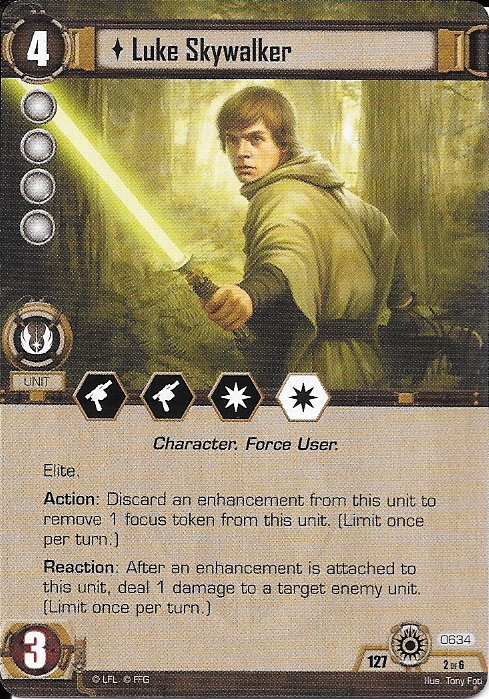 4
Luke Skywalker
UNIT
Character. Force User.
Elite.
Action: Discard an enhancement from this unit to
remove 1 focus token from this unit. (Limit once
per turn.)
Reaction: After an enhancement is attached to
this unit, deal 1 damage to a target enemy unit.
(Limit once per turn.)
3
127
0634
2 OF 6
© LFL © FFG
Illus. Tony Foti